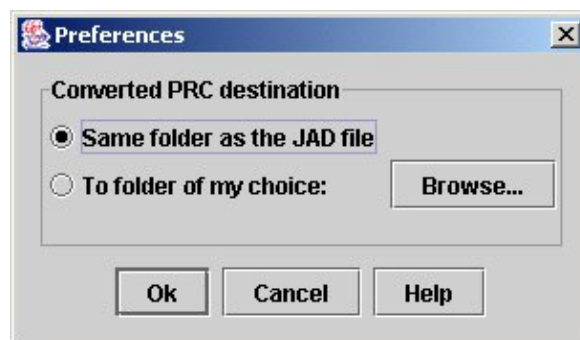 Preferences
Converted PRC destination
Same folder as the JAD file
To folder of my choice:
Browse...
Ok
Cancel
Help